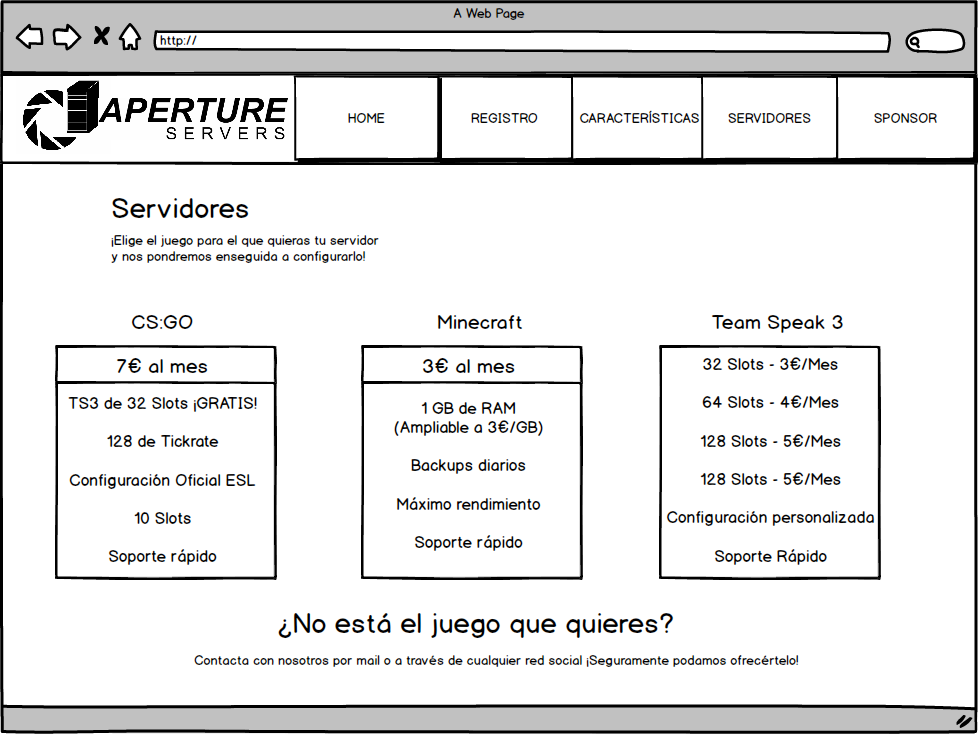 A Web Page
http://
APERTURE
SERVERS
HOME
REGISTRO
CARACTERÍSTICAS
SERVIDORES
SPONSOR
Servidores
¡Elige el juego para el que quieras tu servidor
y nos pondremos enseguida a configurarlo!
CS:GO
7€ al mes
TS3 de 32 Slots ¡GRATIS!
128 de Tickrate
Configuración Oficial ESL
10 Slots
Soporte rápido
Minecraft
3€ al mes
1 GB de RAM
(Ampliable a 3€/GB)
Backups diarios
Máximo rendimiento
Soporte rápido
Team Speak 3
32 Slots - 3€/Mes
64 Slots - 4€/Mes
128 Slots - 5€/Mes
128 Slots - 5€/Mes
Configuración personalizada
Soporte Rápido
¿No está el juego que quieres?
Contacta con nosotros por mail o a través de cualquier red social ¡Seguramente podamos ofrecértelo!